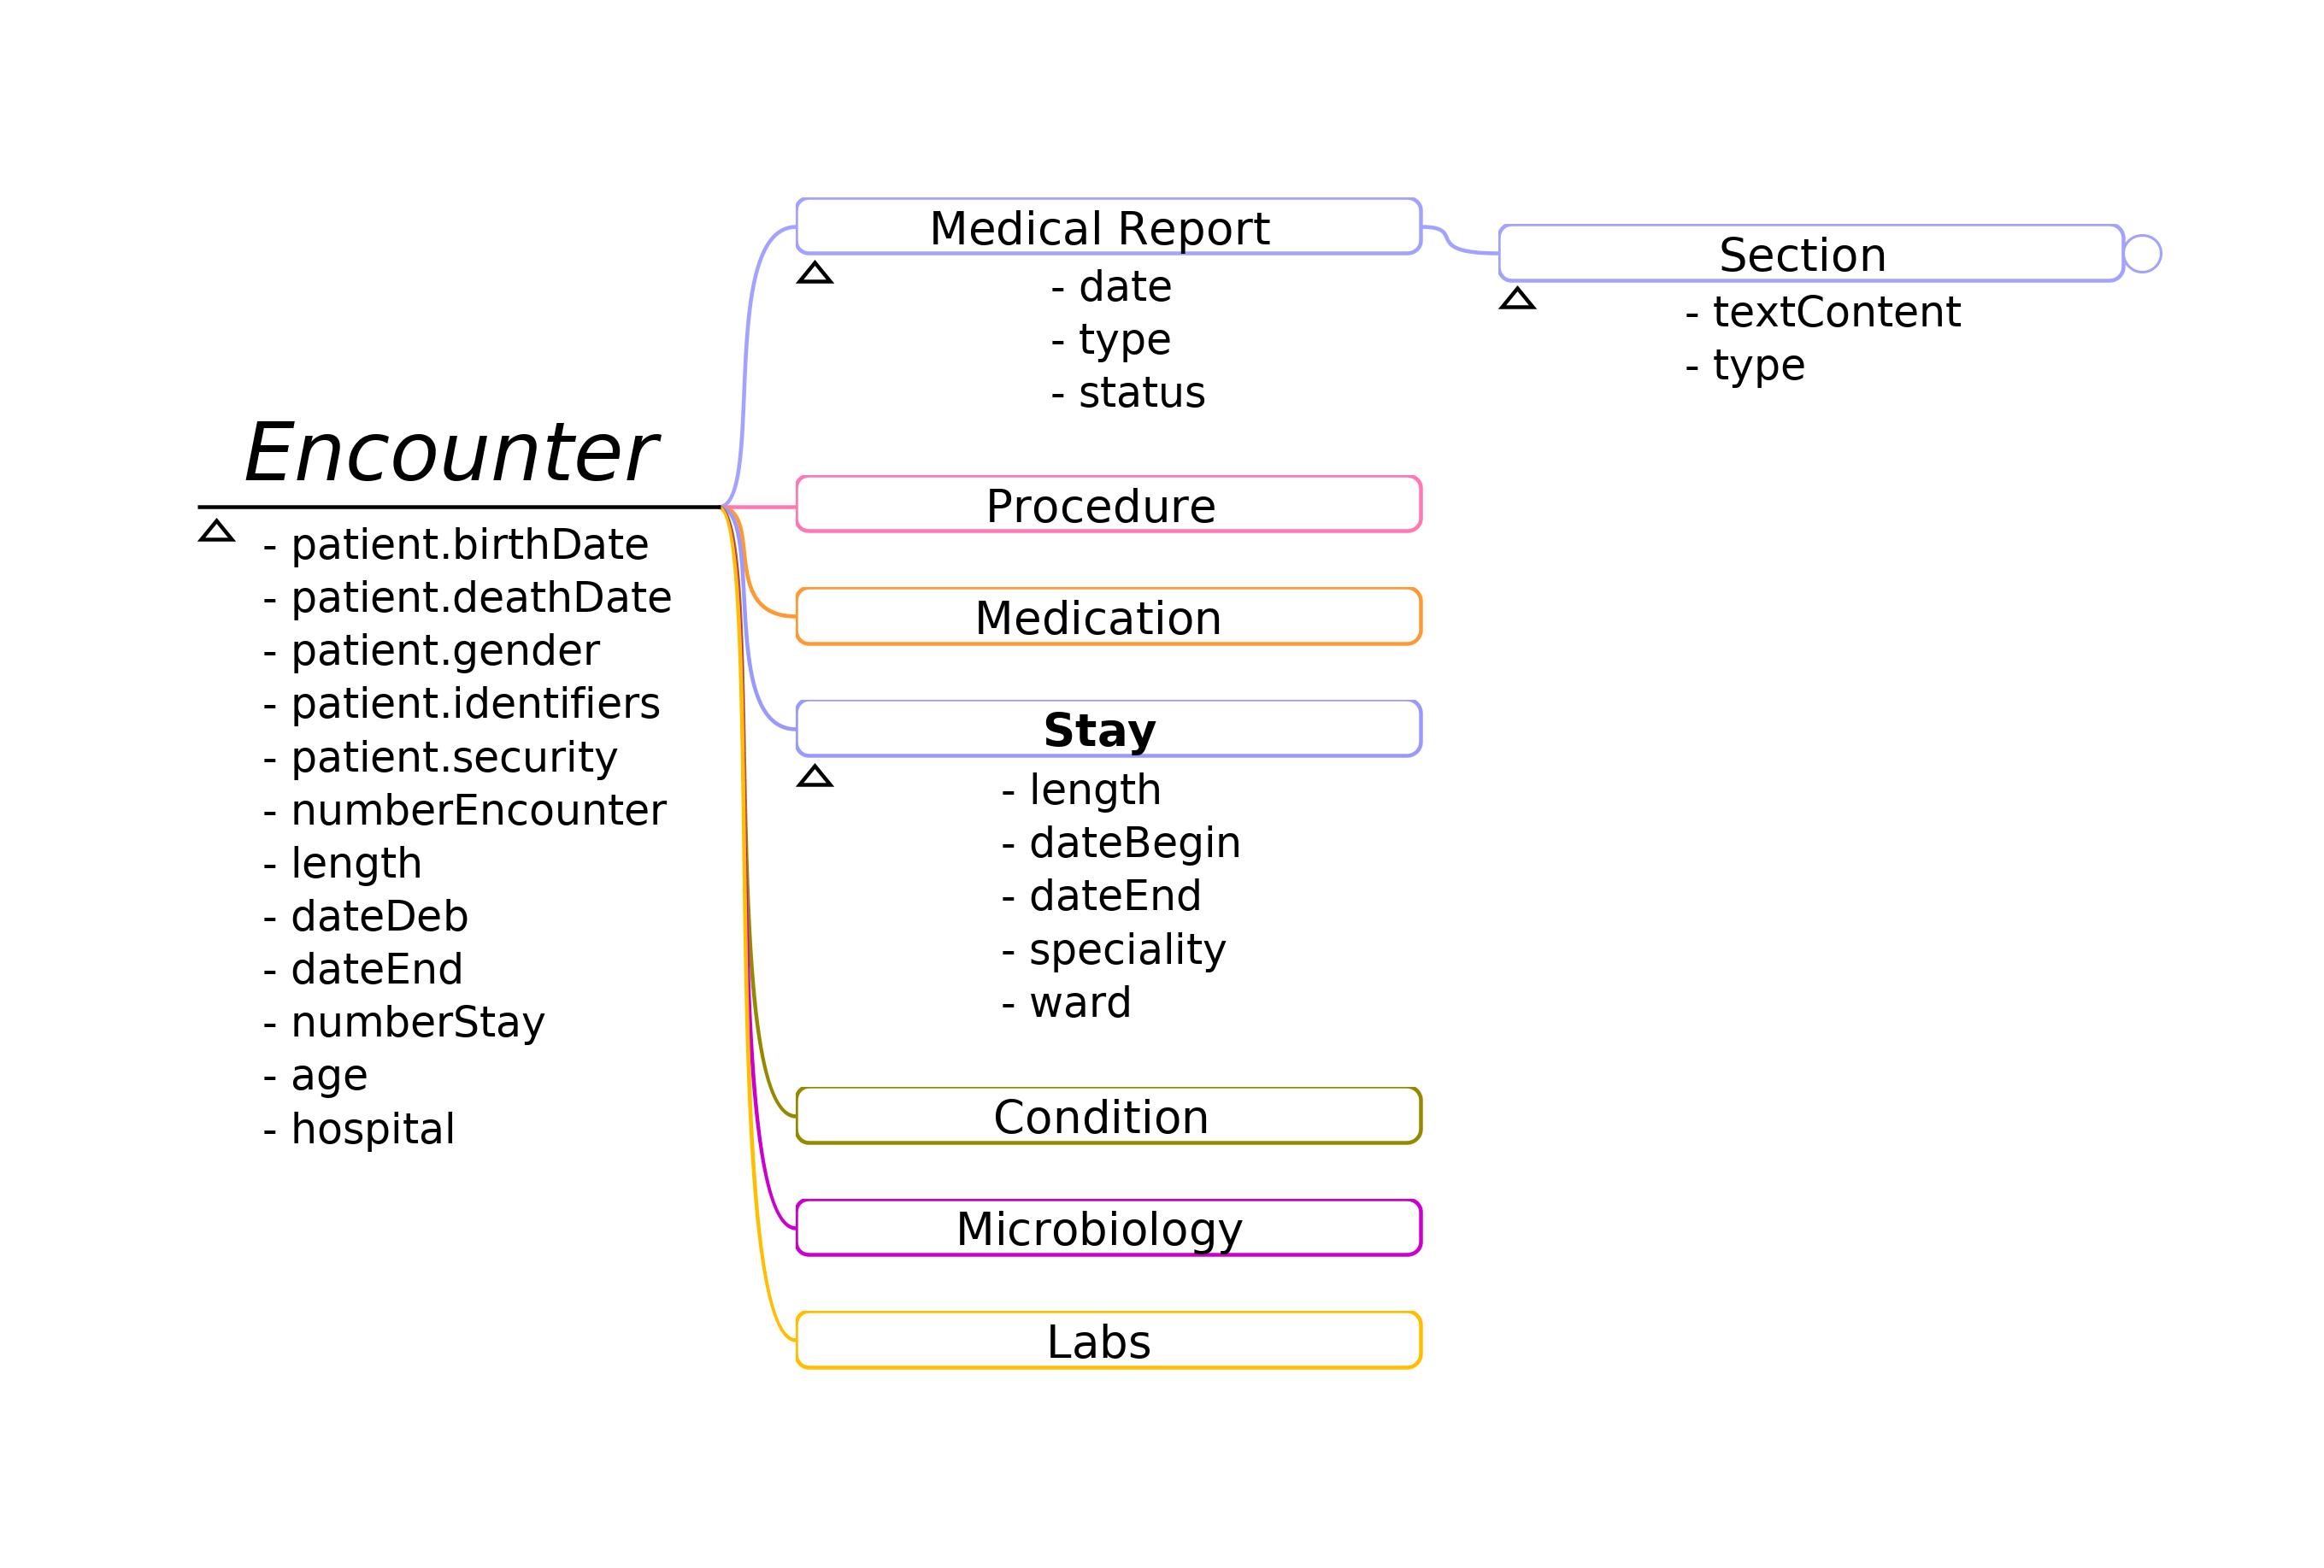 Encounter
- patient.birthDate
- patient.deathDate
- patient.gender
- patient.identifiers
- patient.security
- numberEncounter
- length
- dateDeb
- dateEnd
- numberStay
- age
- hospital
Medical Report
- date
- type
- status
Section
- textContent
- type
Procedure
Medication
Stay
- length
- dateBegin
- dateEnd
- speciality
- ward
Condition
Microbiology
Labs